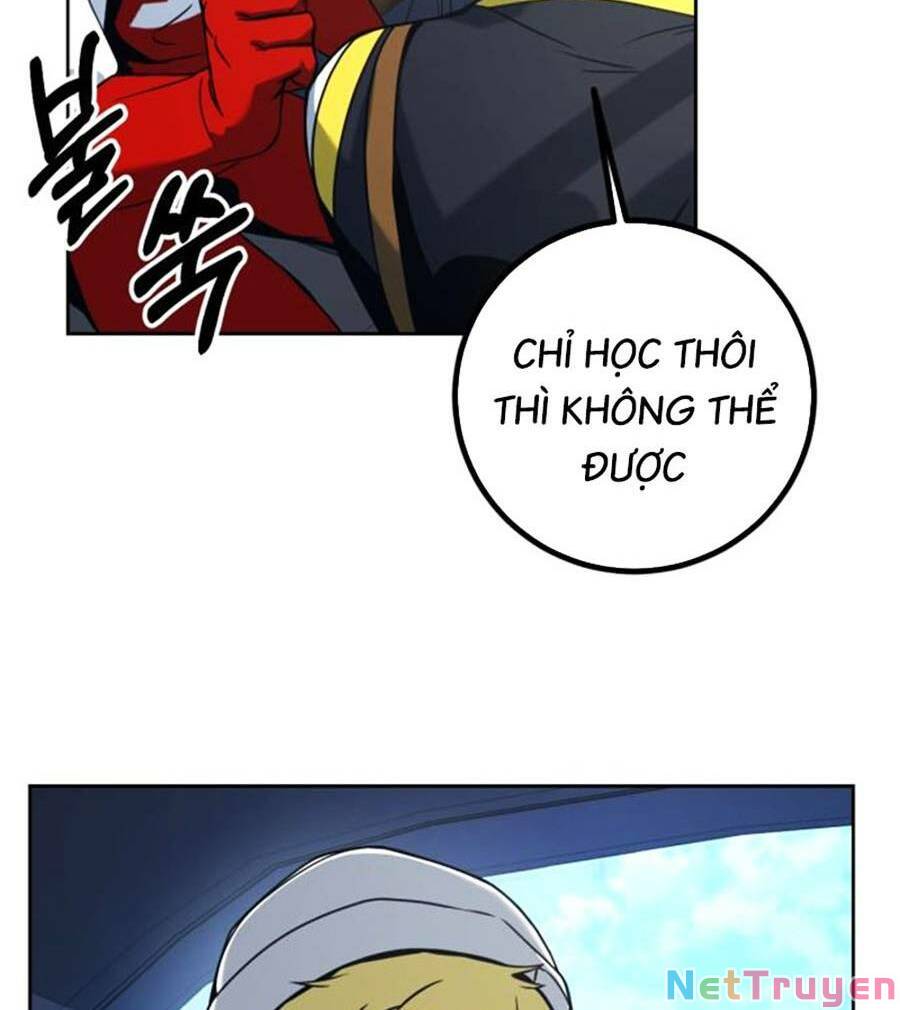 불
쑥
CHỈ HỌC THÔI
THÌ KHÔNG THỂ
ĐƯỢC
NetTruyen